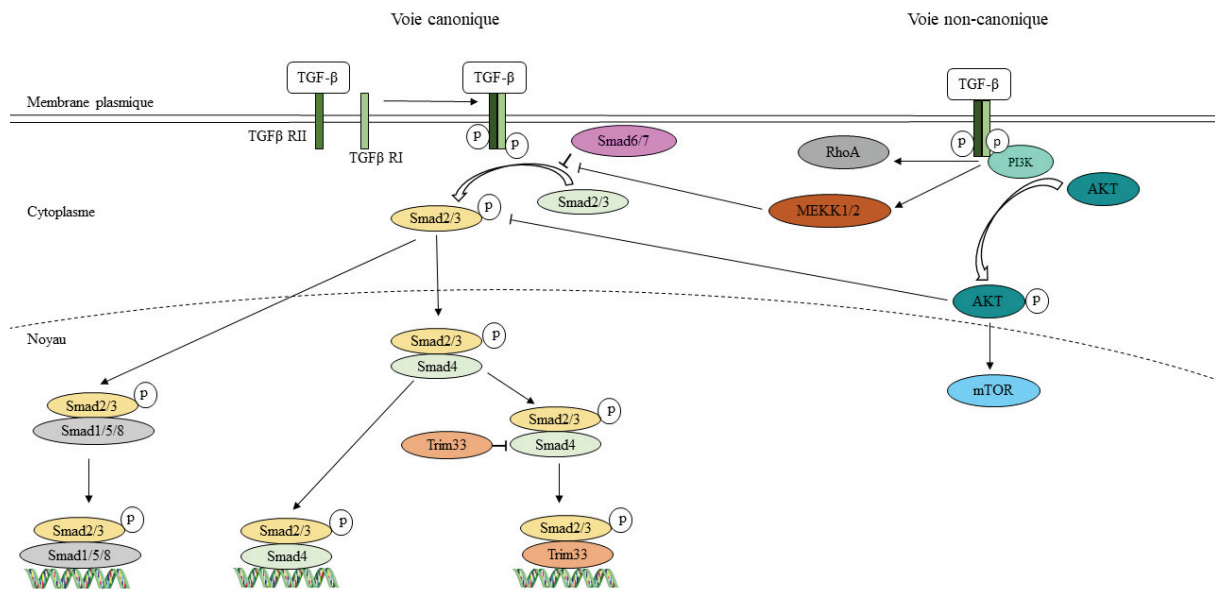 Voie canonique
Voie non-canonique
TGF-β
TGF-β
TGF-β
Membrane plasmique
TGFβ RII
TGFβ RI
p
p
Smad6/7
p
p
RhoA
PI3K
AKT
Smad2/3
MEKK1/2
Cytoplasme
Smad2/3
p
AKT
p
Noyau
Smad2/3
p
Smad4
mTOR
Smad2/3
p
Smad1/5/8
Smad2/3
p
Trim33
Smad4
Smad2/3
p
Smad1/5/8
Smad2/3
p
Smad4
Smad2/3
p
Trim33